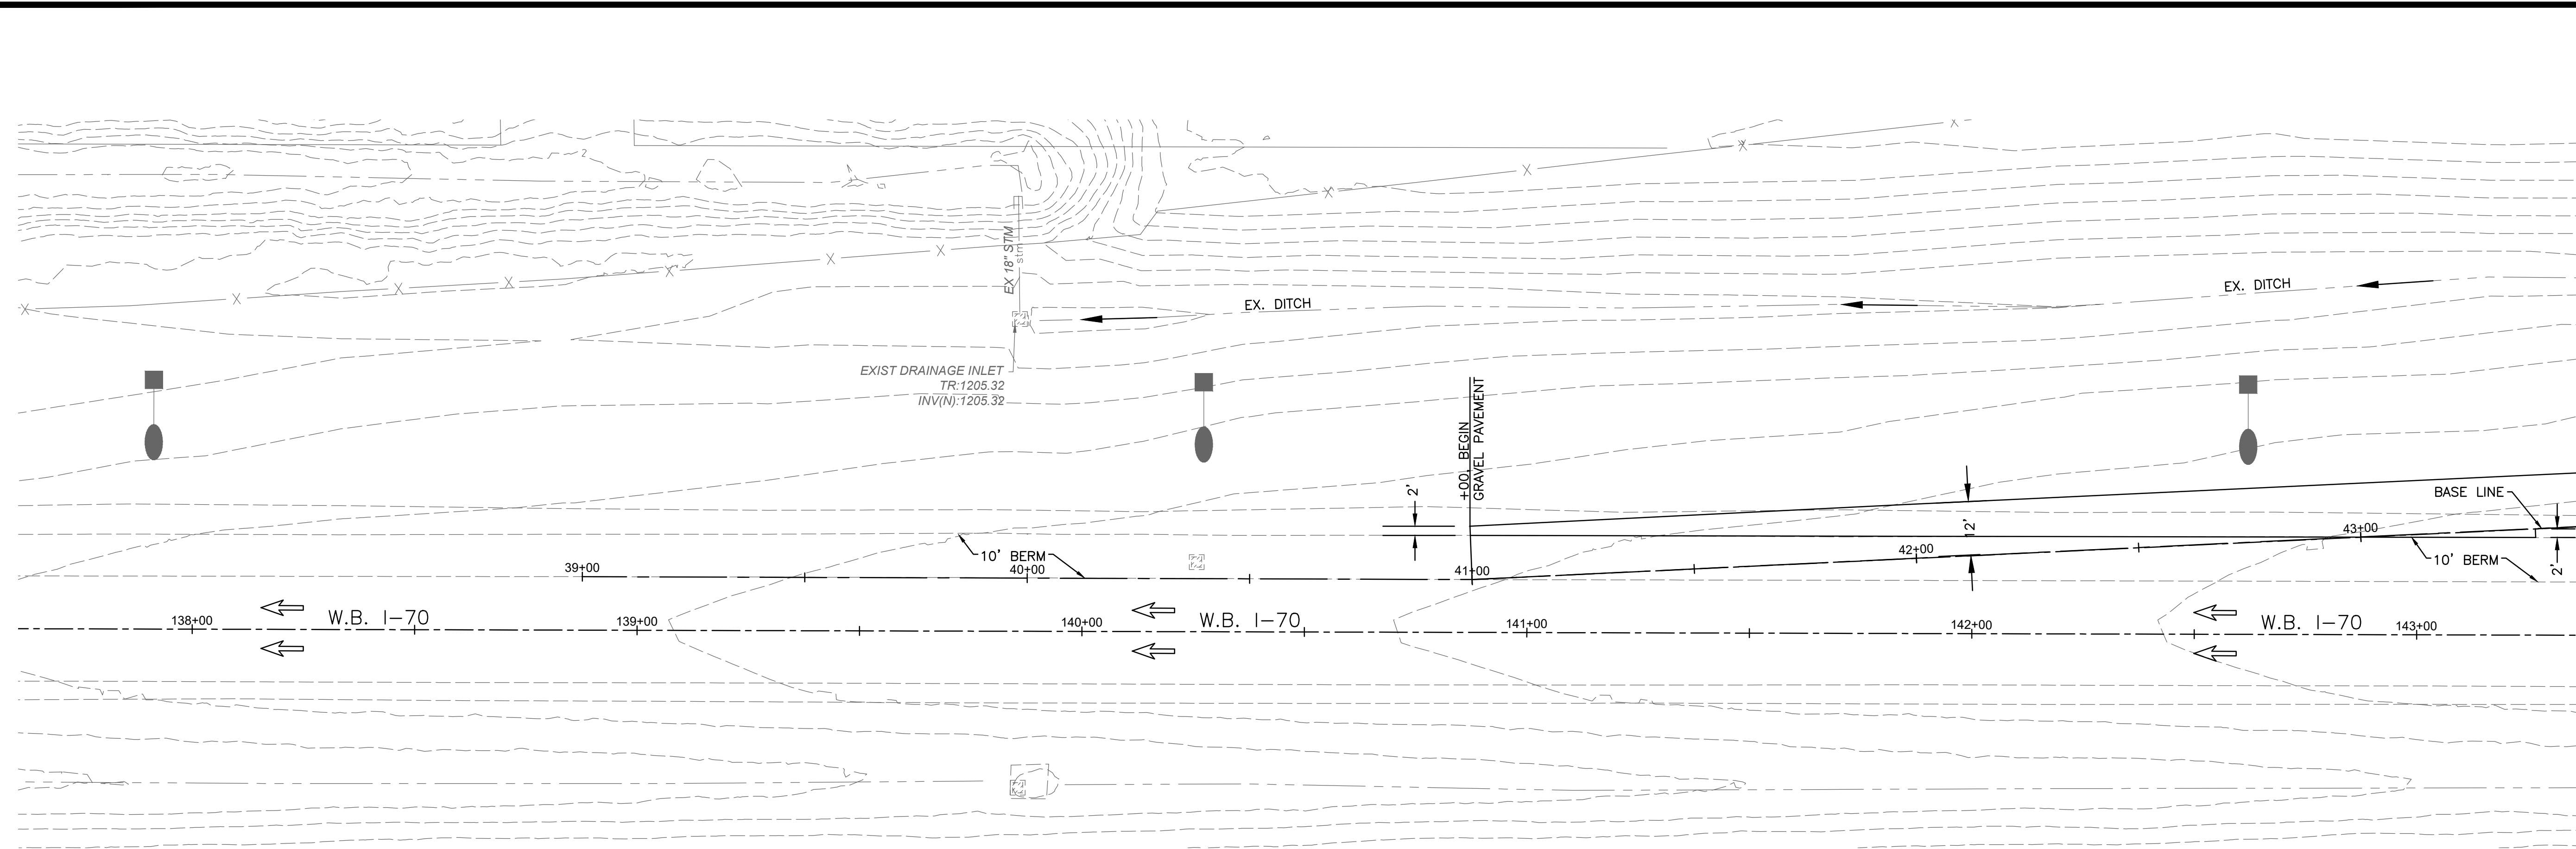 2
EX 18" STM
stm
EX. DITCH
EX. DITCH
EXIST DRAINAGE INLET
TR:1205.32
INV(N):1205.32
+00, BEGIN
GRAVEL PAVEMENT
2'
12'
BASE LINE
2'
10' BERM
10' BERM
39+00
40+00
41+00
42+00
43+00
W.B. I-70
W.B. I-70
W.B. I-70
138+00
139+00
140+00
141+00
142+00
143+00